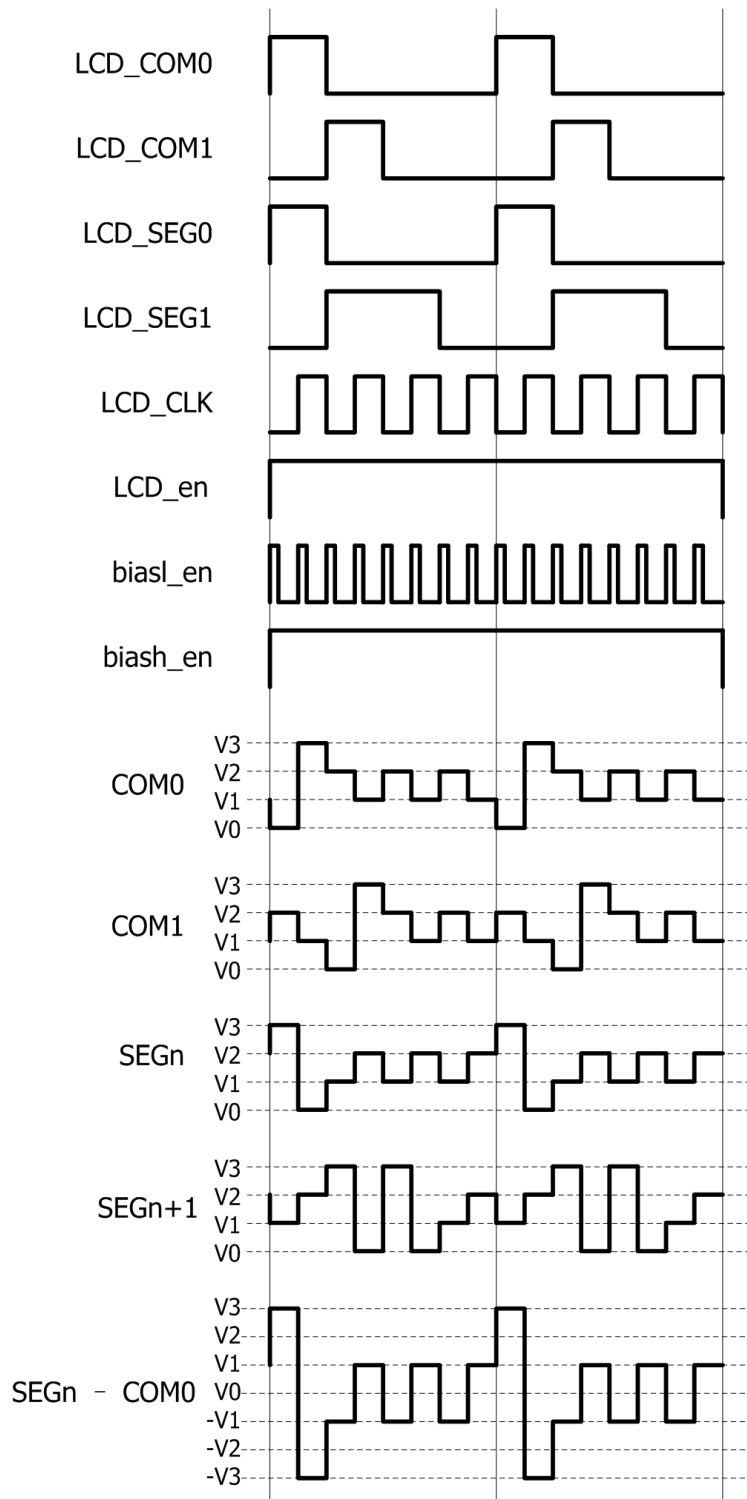 LCD_COM0
LCD_COM1
LCD_SEG0
LCD_SEG1
LCD_CLK
LCD_en
biasl_en
biash_en
V3
V2
COM0
V1
V0
V3
V2
COM1
V1
V0
V3
SEGn
V2
V1
V0
V3
V2
SEGn+1
V1
V0
V3
V2
V1
SEGn - COM0
V0
-V1
-V2
-V3